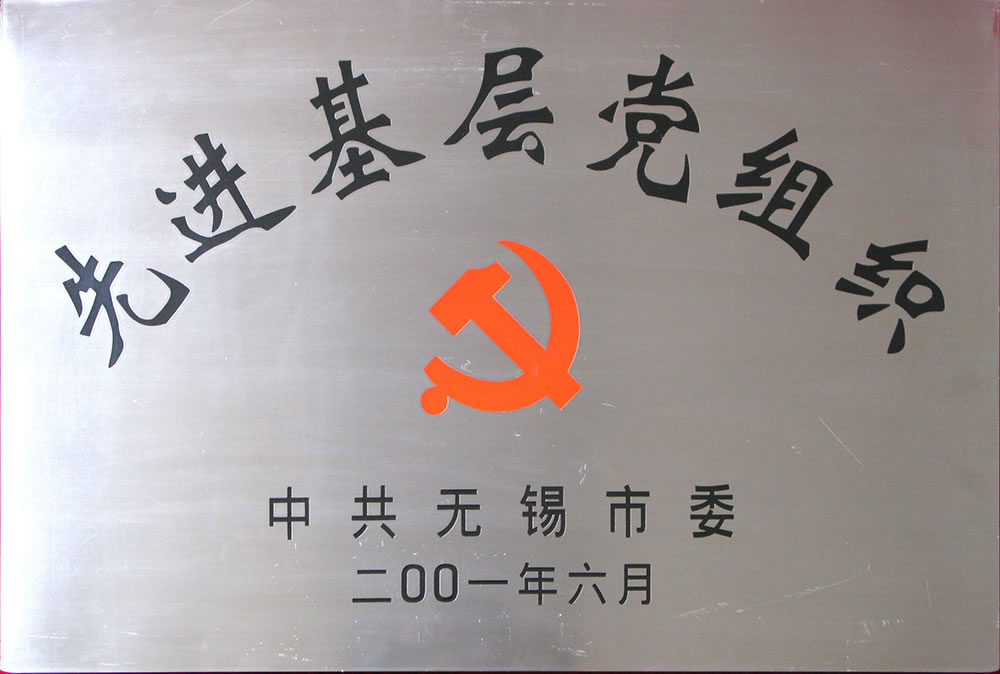 先进基层党组织
中共无锡市委
二00一年六月